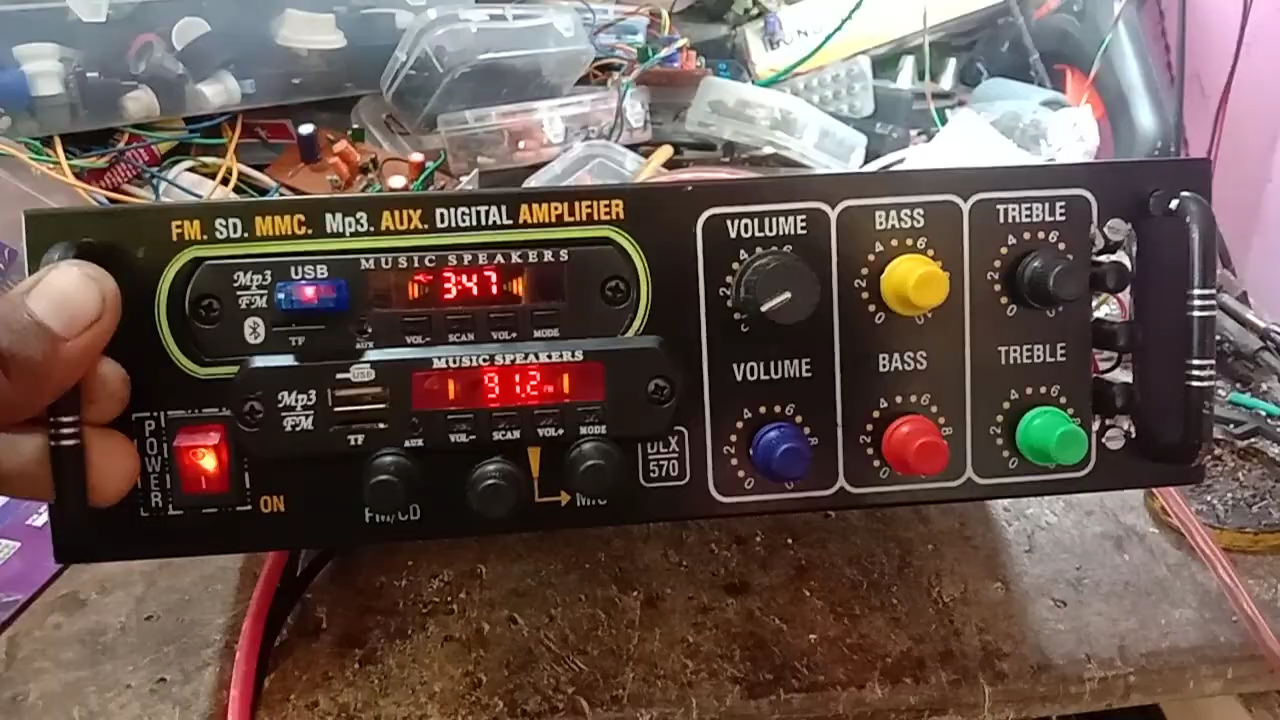 FM. SD. MMC. Mp3. AUX. DIGITAL AMPLIFIER
MUSIC SPEAKERS
Mp3
FM
USB
3:47
TF
AUX
VOL-
SCAN
VOL+
MODE
MUSIC SPEAKERS
Mp3
FM
USB
91.2
TF
AUX
VOL-
SCAN
VOL+
MODE
POWER
ON
FM/CD
MIC
DLX
570
VOLUME
BASS
TREBLE
VOLUME
BASS
TREBLE